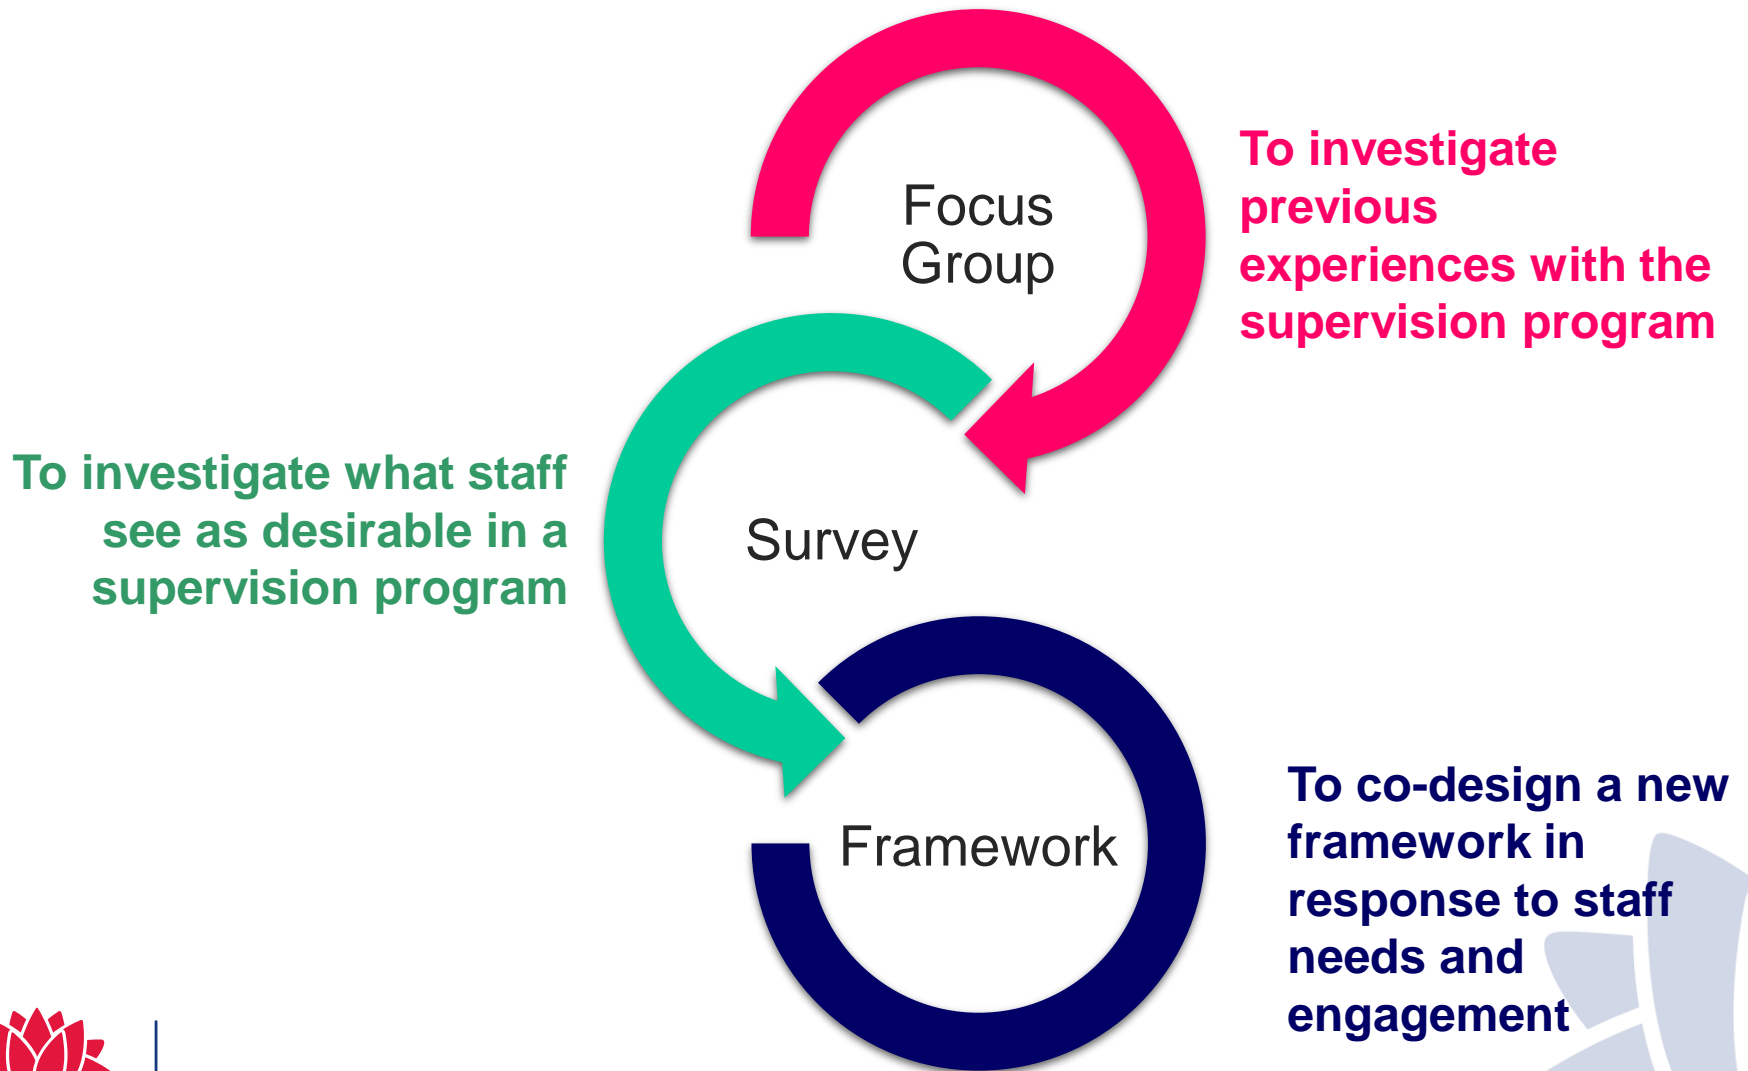 Focus
Group
To investigate
previous
experiences with the
supervision program
To investigate what staff
see as desirable in a
supervision program
Survey
Framework
To co-design a new
framework in
response to staff
needs and
engagement